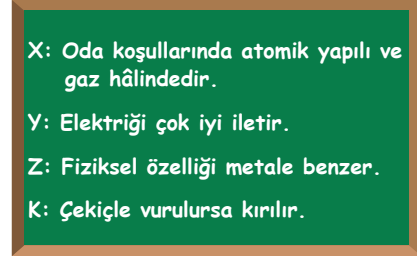 X: Oda koşullarında atomik yapılı ve
gaz hâlindedir.
Y: Elektriği çok iyi iletir.
Z: Fiziksel özelliği metale benzer.
K: Çekiçle vurulursa kırılır.